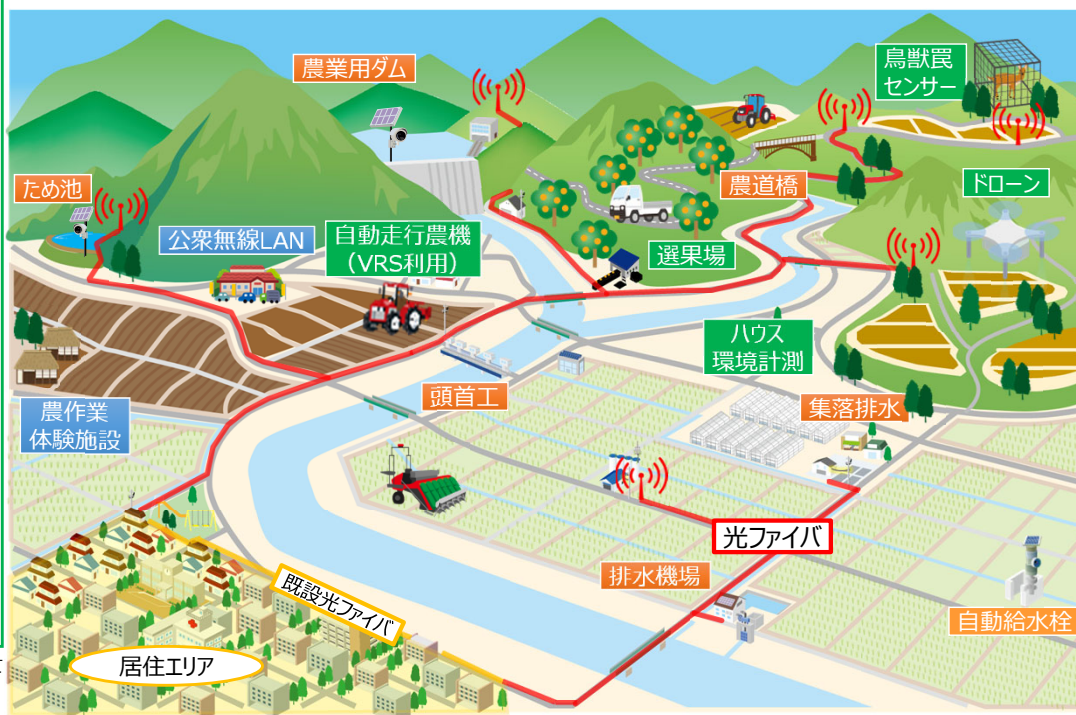 農業用ダム
鳥獣罠
センサー
ため池
農道橋
ドローン
公衆無線LAN
自動走行農機
(VRS利用)
選果場
ハウス
環境計測
頭首工
集落排水
農作業
体験施設
光ファイバ
排水機場
既設光ファイバ
自動給水栓
居住エリア